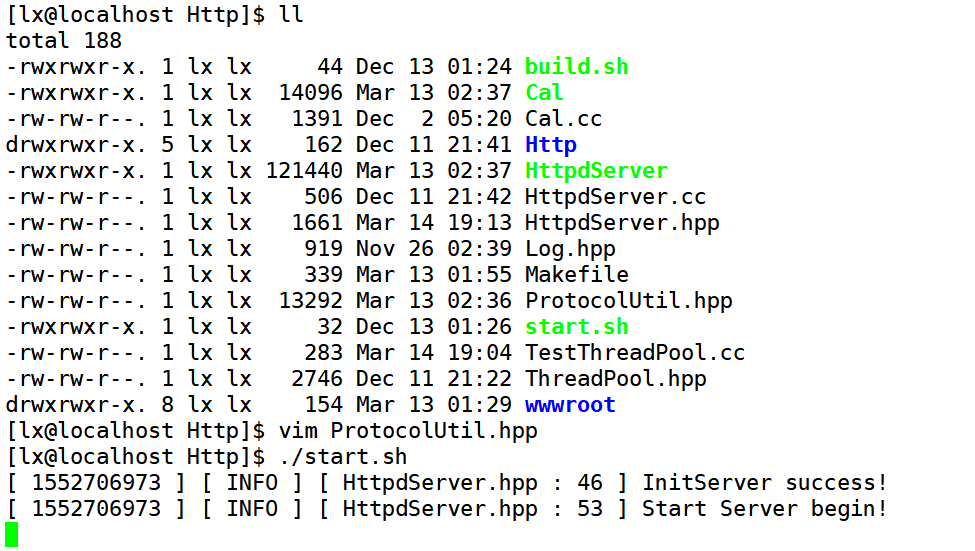 [lx@localhost Http]$ ll
total 188
-rwxrwxr-x. 1 lx lx     44 Dec 13 01:24 build.sh
-rwxrwxr-x. 1 lx lx  14096 Mar 13 02:37 Cal
-rw-rw-r--. 1 lx lx   1391 Dec  2 05:20 Cal.cc
drwxrwxr-x. 5 lx lx    162 Dec 11 21:41 Http
-rwxrwxr-x. 1 lx lx 121440 Mar 13 02:37 HttpdServer
-rw-rw-r--. 1 lx lx    506 Dec 11 21:42 HttpdServer.cc
-rw-rw-r--. 1 lx lx   1661 Mar 14 19:13 HttpdServer.hpp
-rw-rw-r--. 1 lx lx    919 Nov 26 02:39 Log.hpp
-rw-rw-r--. 1 lx lx    339 Mar 13 01:55 Makefile
-rw-rw-r--. 1 lx lx  13292 Mar 13 02:36 ProtocolUtil.hpp
-rwxrwxr-x. 1 lx lx     32 Dec 13 01:26 start.sh
-rw-rw-r--. 1 lx lx    283 Mar 14 19:04 TestThreadPool.cc
-rw-rw-r--. 1 lx lx   2746 Dec 11 21:22 ThreadPool.hpp
drwxrwxr-x. 8 lx lx    154 Mar 13 01:29 wwwroot
[lx@localhost Http]$ vim ProtocolUtil.hpp
[lx@localhost Http]$ ./start.sh
[ 1552706973 ] [ INFO ] [ HttpdServer.hpp : 46 ] InitServer success!
[ 1552706973 ] [ INFO ] [ HttpdServer.hpp : 53 ] Start Server begin!